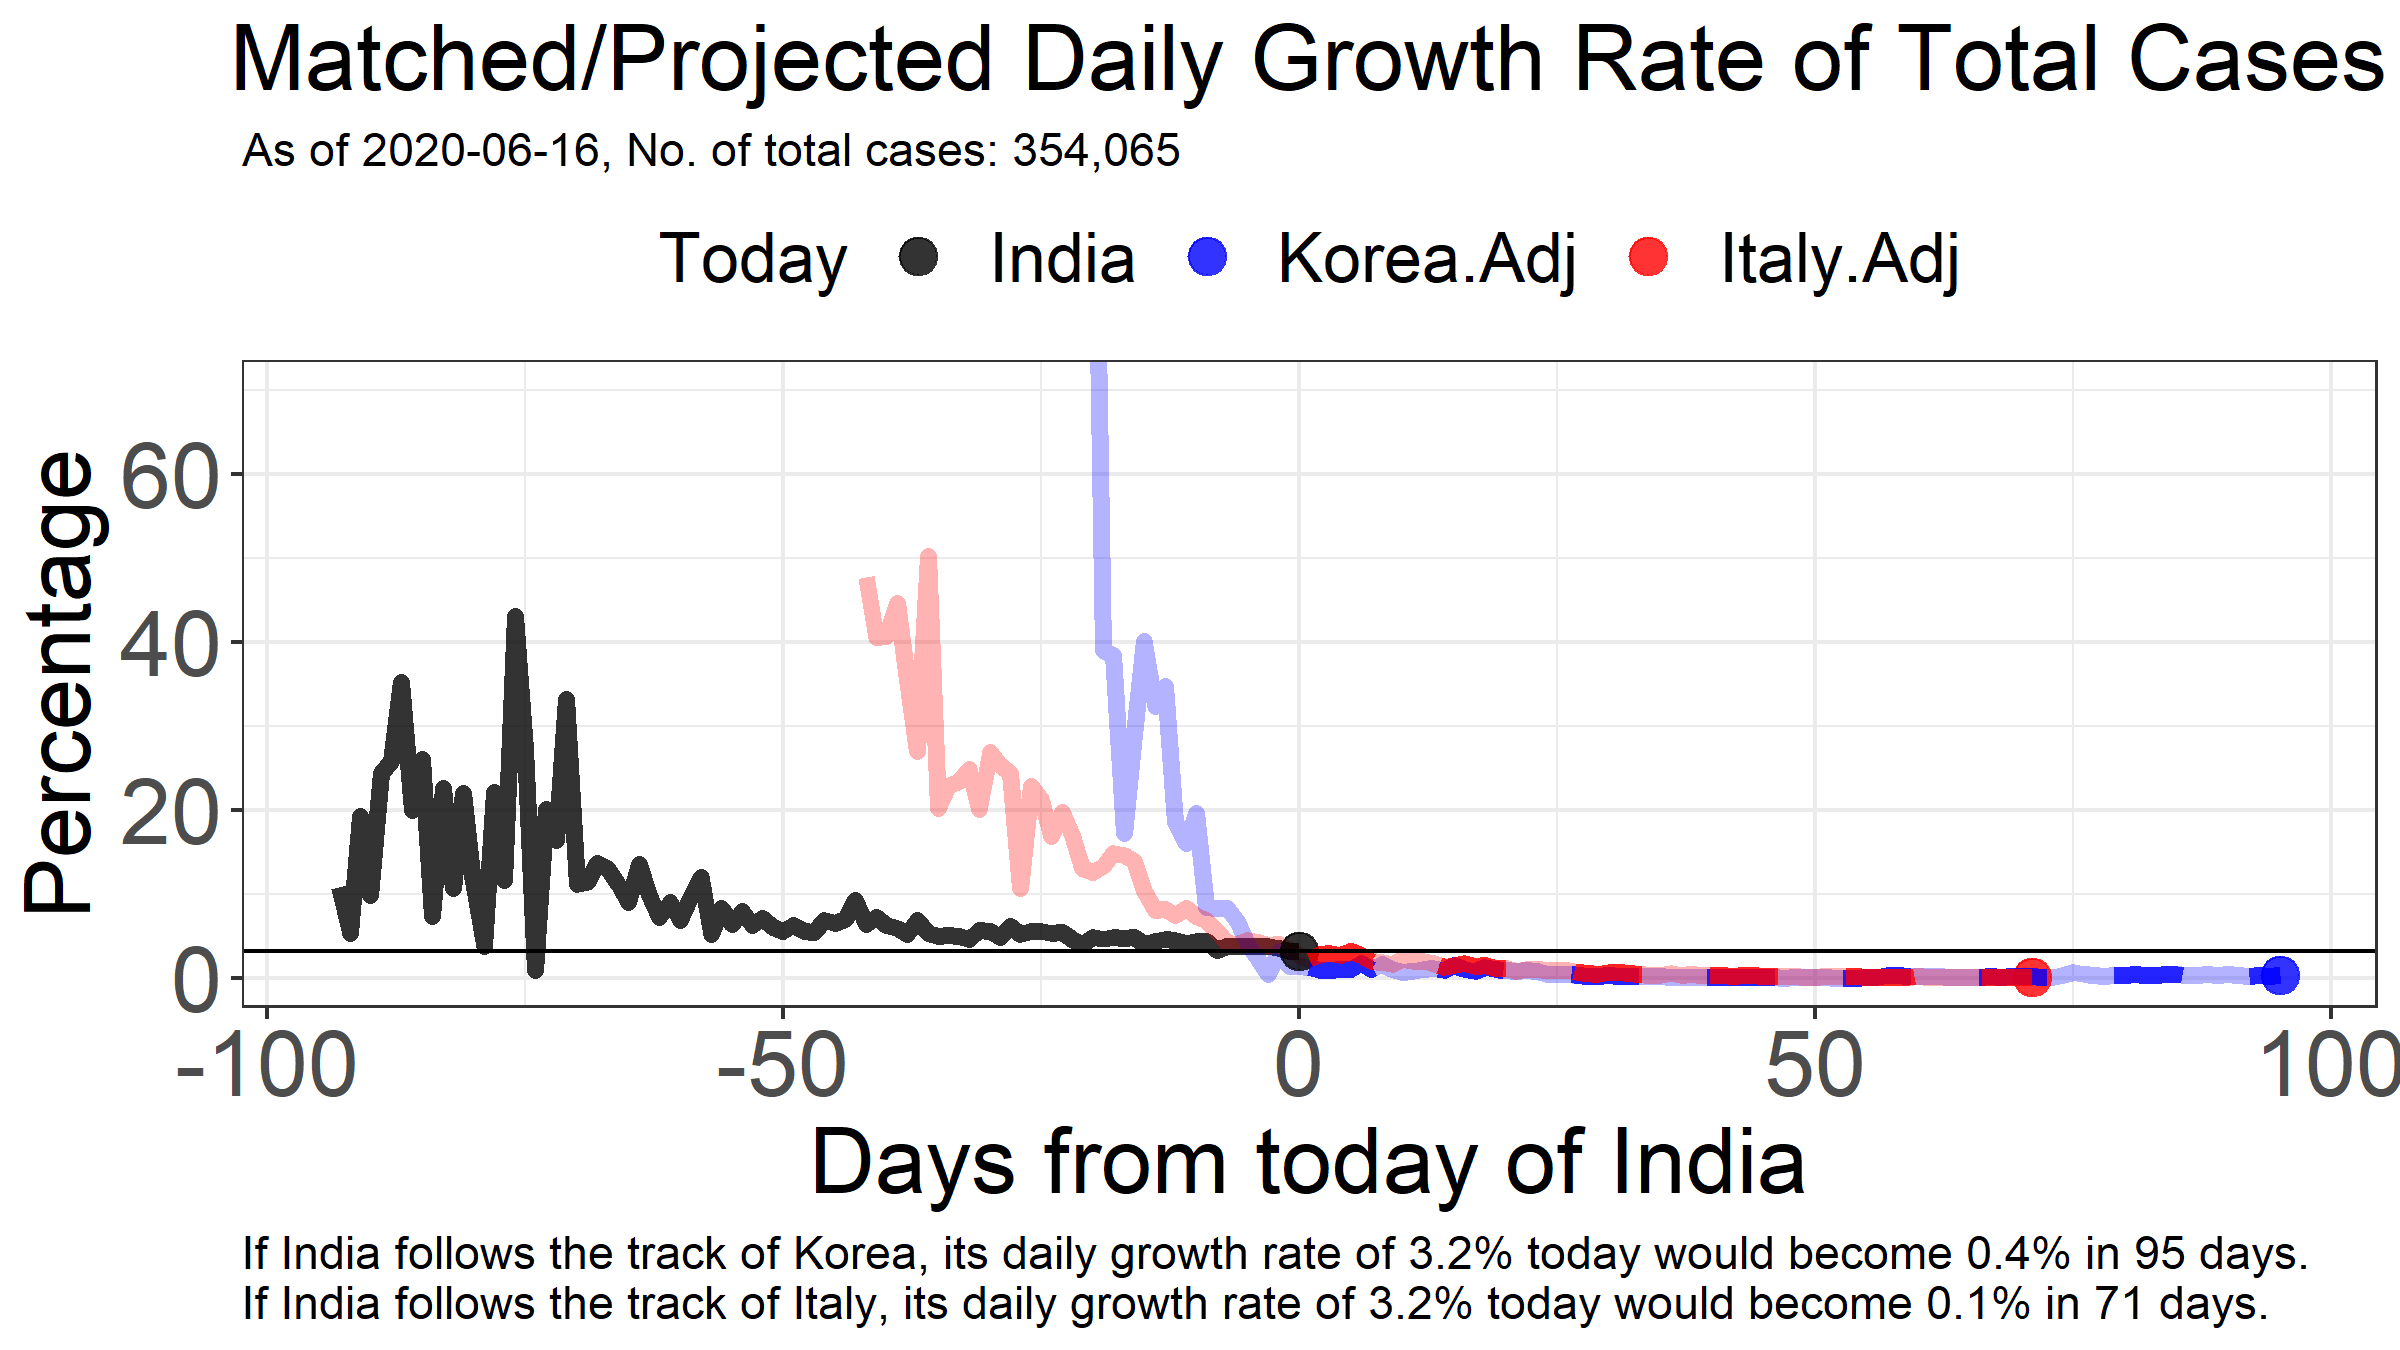 Matched/Projected Daily Growth Rate of Total Cases
As of 2020-06-16, No. of total cases: 354,065
Today India Korea.Adj Italy.Adj
Percentage
60
40
20
0
-100 -50 0 50 100
Days from today of India
If India follows the track of Korea, its daily growth rate of 3.2% today would become 0.4% in 95 days.
If India follows the track of Italy, its daily growth rate of 3.2% today would become 0.1% in 71 days.